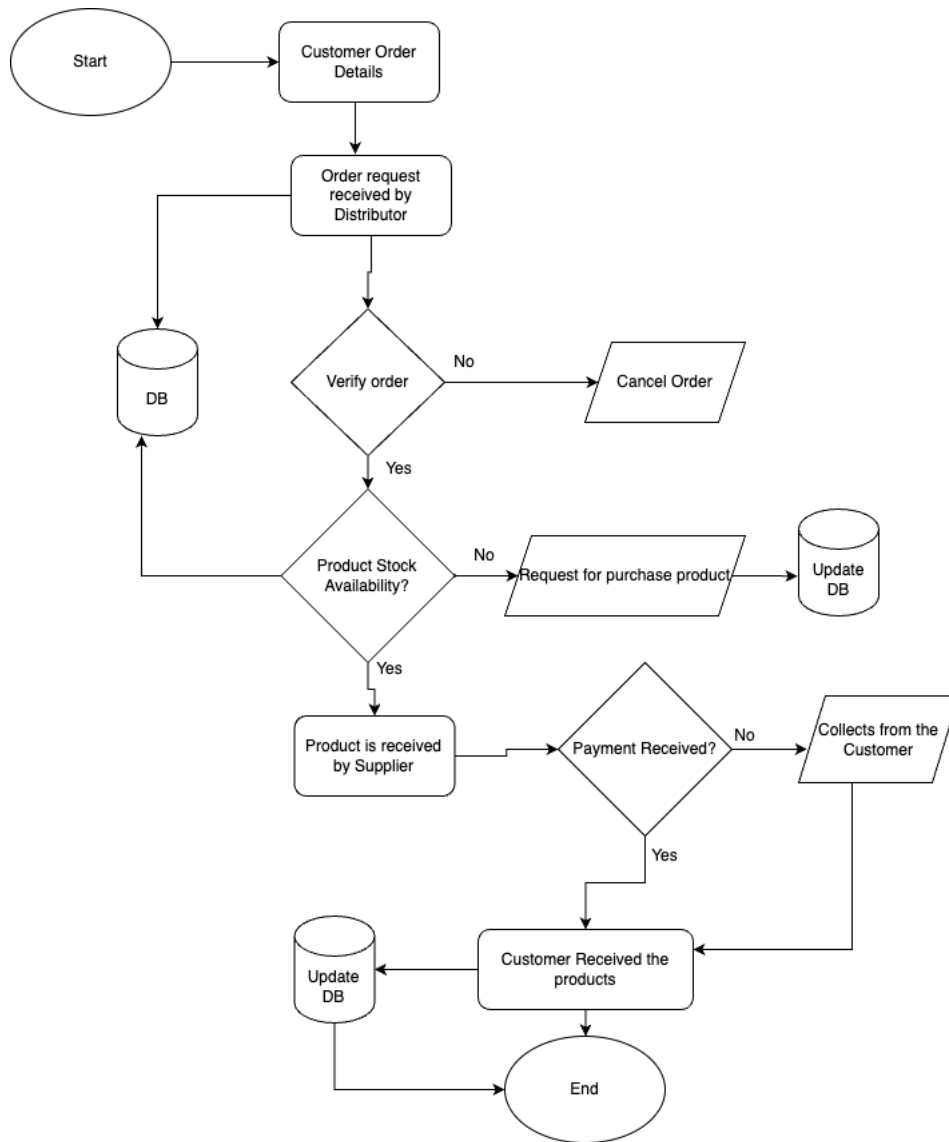 Start
Customer Order
Details
Order request
received by
Distributor
DB
Verify order
No
Cancel Order
Yes
Product Stock
Availability?
No
Request for purchase product
Update
DB
Yes
Product is received
by Supplier
Payment Received?
No
Collects from the
Customer
Yes
Customer Received the
products
Update
DB
End